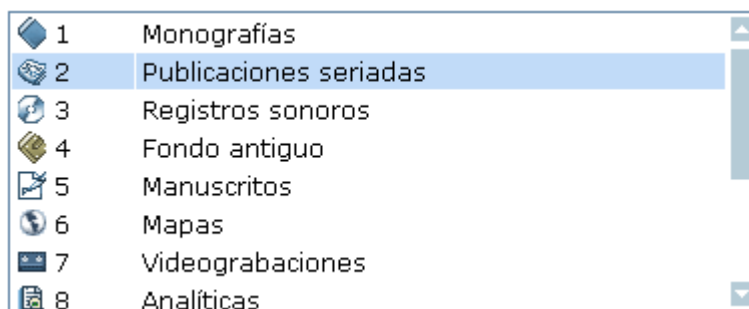 1 Monografías
2 Publicaciones seriadas
3 Registros sonoros
4 Fondo antiguo
5 Manuscritos
6 Mapas
7 Videograbaciones
8 Analíticas